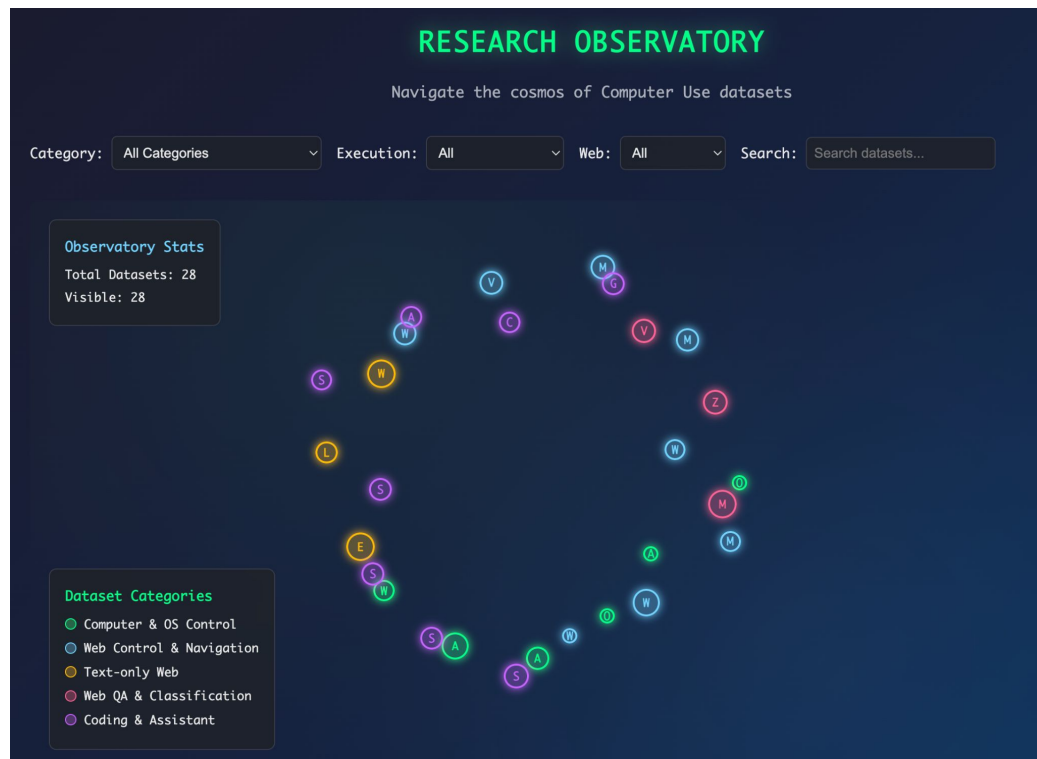 RESEARCH OBSERVATORY
Navigate the cosmos of Computer Use datasets
Category: All Categories Execution: All Web: All Search: Search datasets...
Observatory Stats
Total Datasets: 28
Visible: 28
M
V
G
A
C
W
V
M
W
S
Z
W
L
O
S
M
M
E
A
S
W
W
O
W
S
A
A
S
Dataset Categories
Computer & OS Control
Web Control & Navigation
Text-only Web
Web QA & Classification
Coding & Assistant